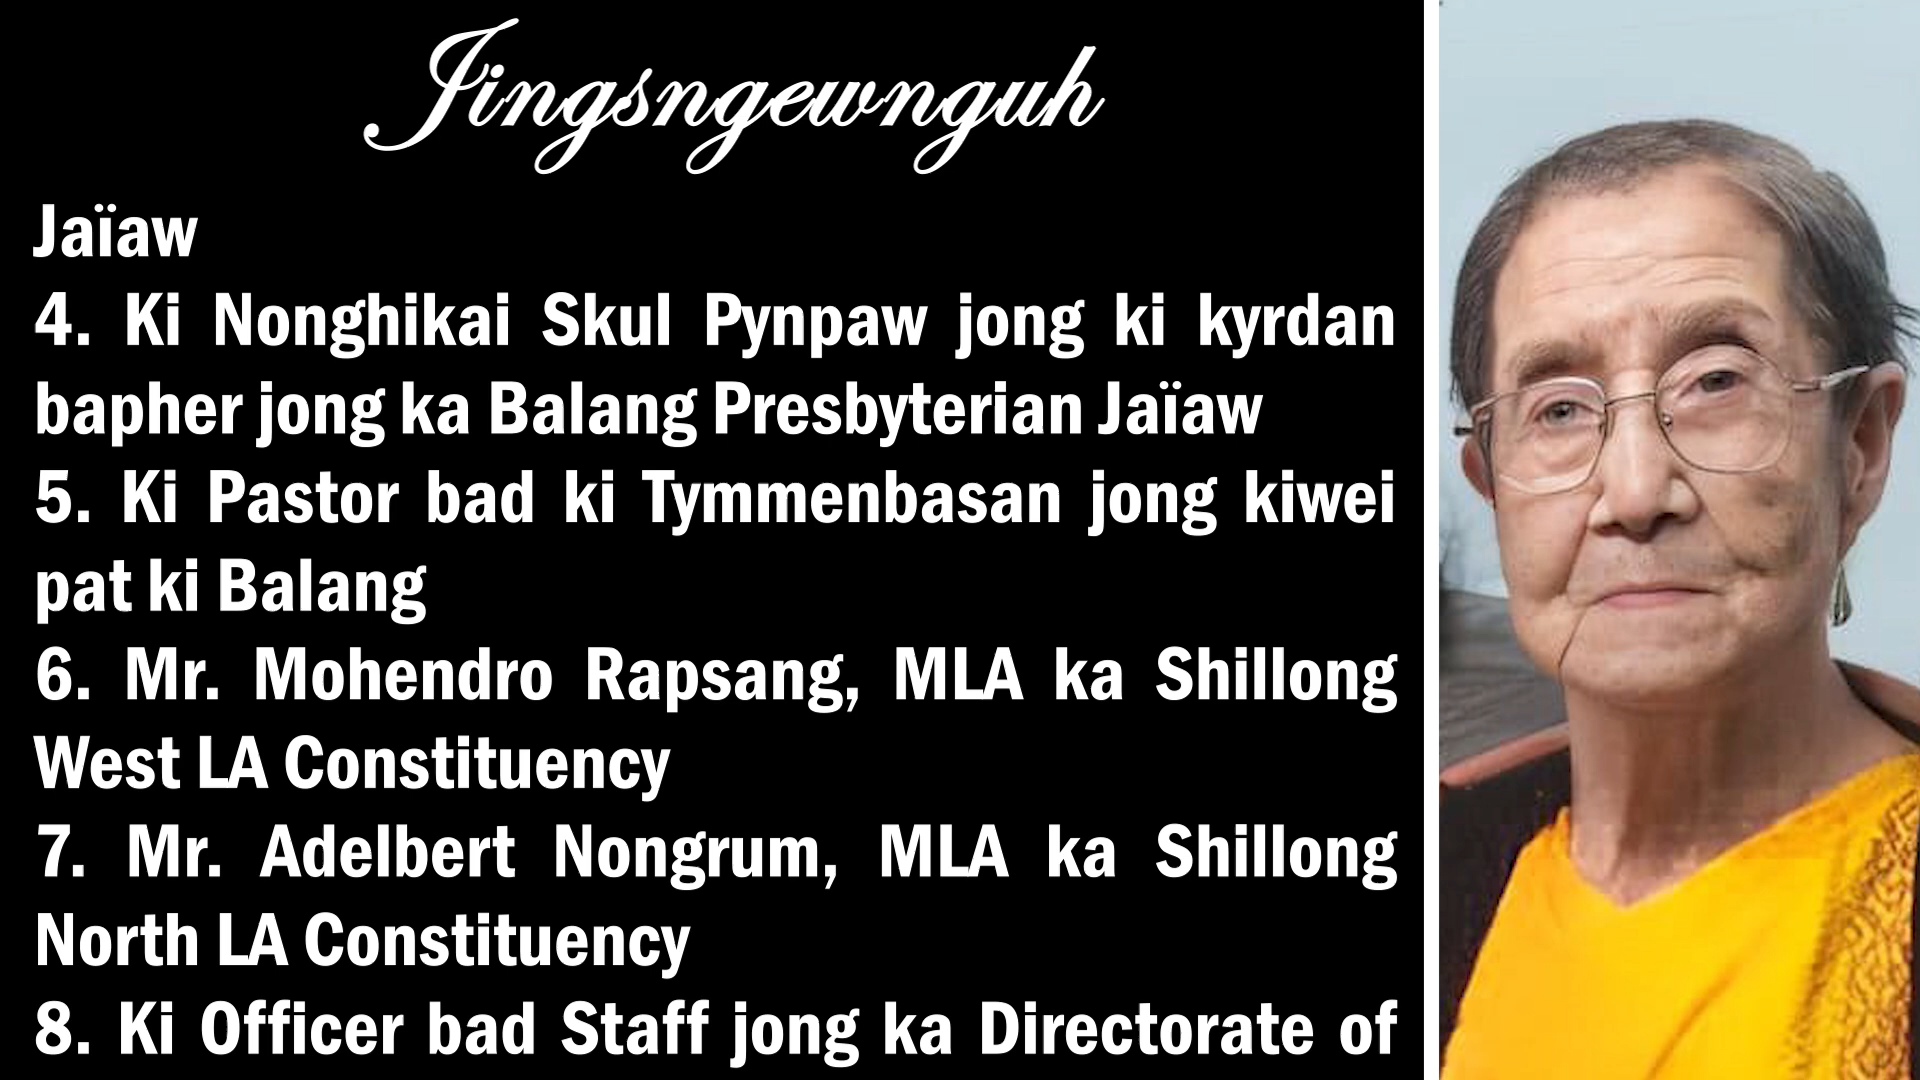 Jingsngewnguh
Jaïaw
4. Ki Nonghikai Skul Pynpaw jong ki kyrdan
bapher jong ka Balang Presbyterian Jaïaw
5. Ki Pastor bad ki Tymmenbasan jong kiwei
pat ki Balang
6. Mr. Mohendro Rapsang, MLA ka Shillong
West LA Constituency
7. Mr. Adelbert Nongrum, MLA ka Shillong
North LA Constituency
8. Ki Officer bad Staff jong ka Directorate of